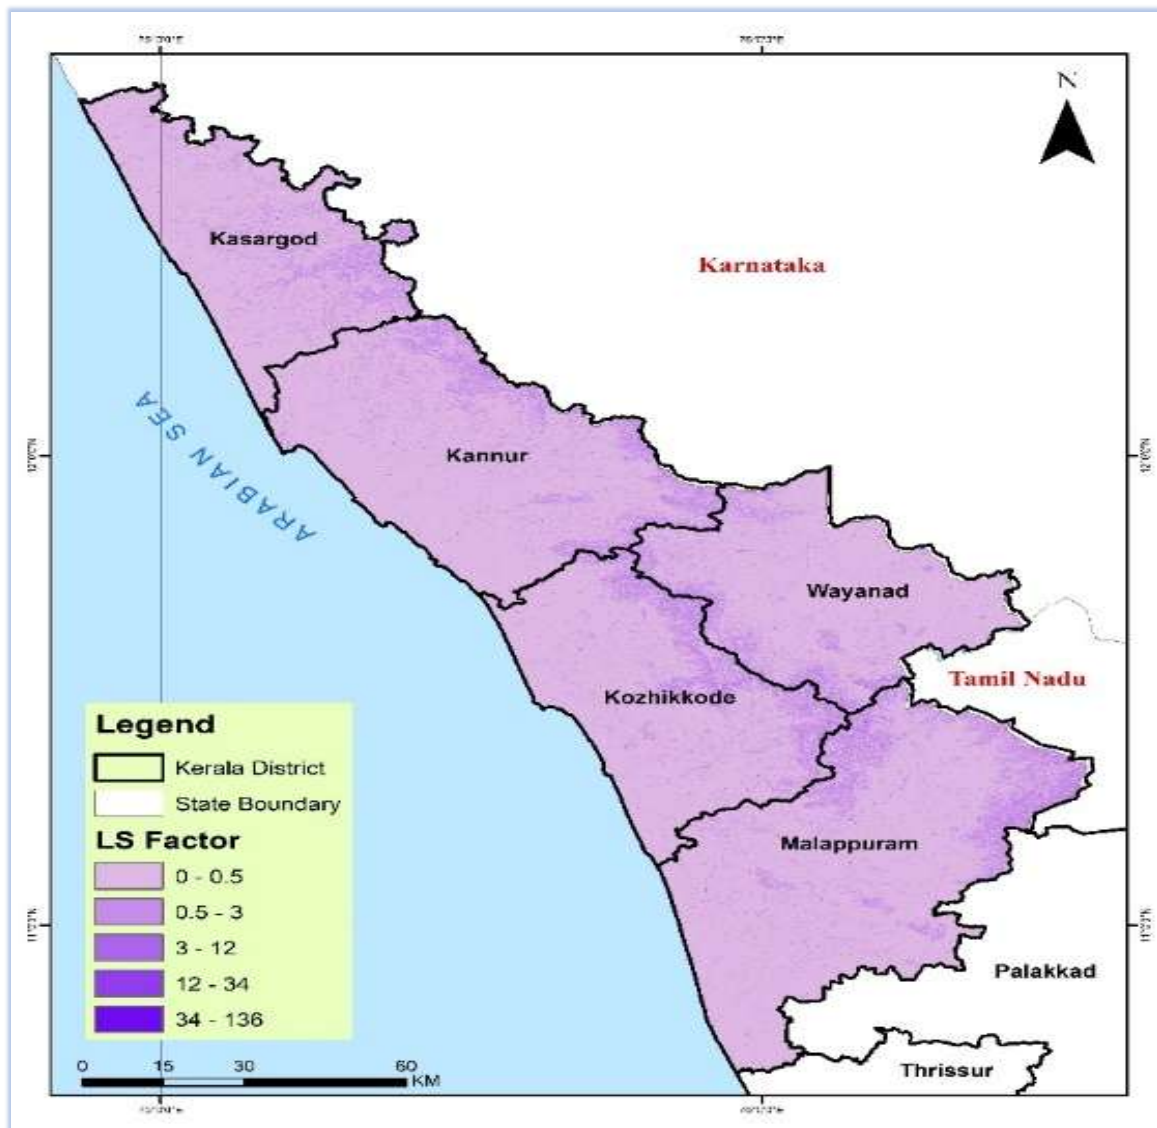 N
Kasargod
Karnataka
ARABIAN SEA
Kannur
Wayanad
Tamil Nadu
Kozhikkode
Malappuram
Palakkad
Thrissur
Legend
Kerala District
State Boundary
LS Factor
0 - 0.5
0.5 - 3
3 - 12
12 - 34
34 - 136
0 15 30 60
KM